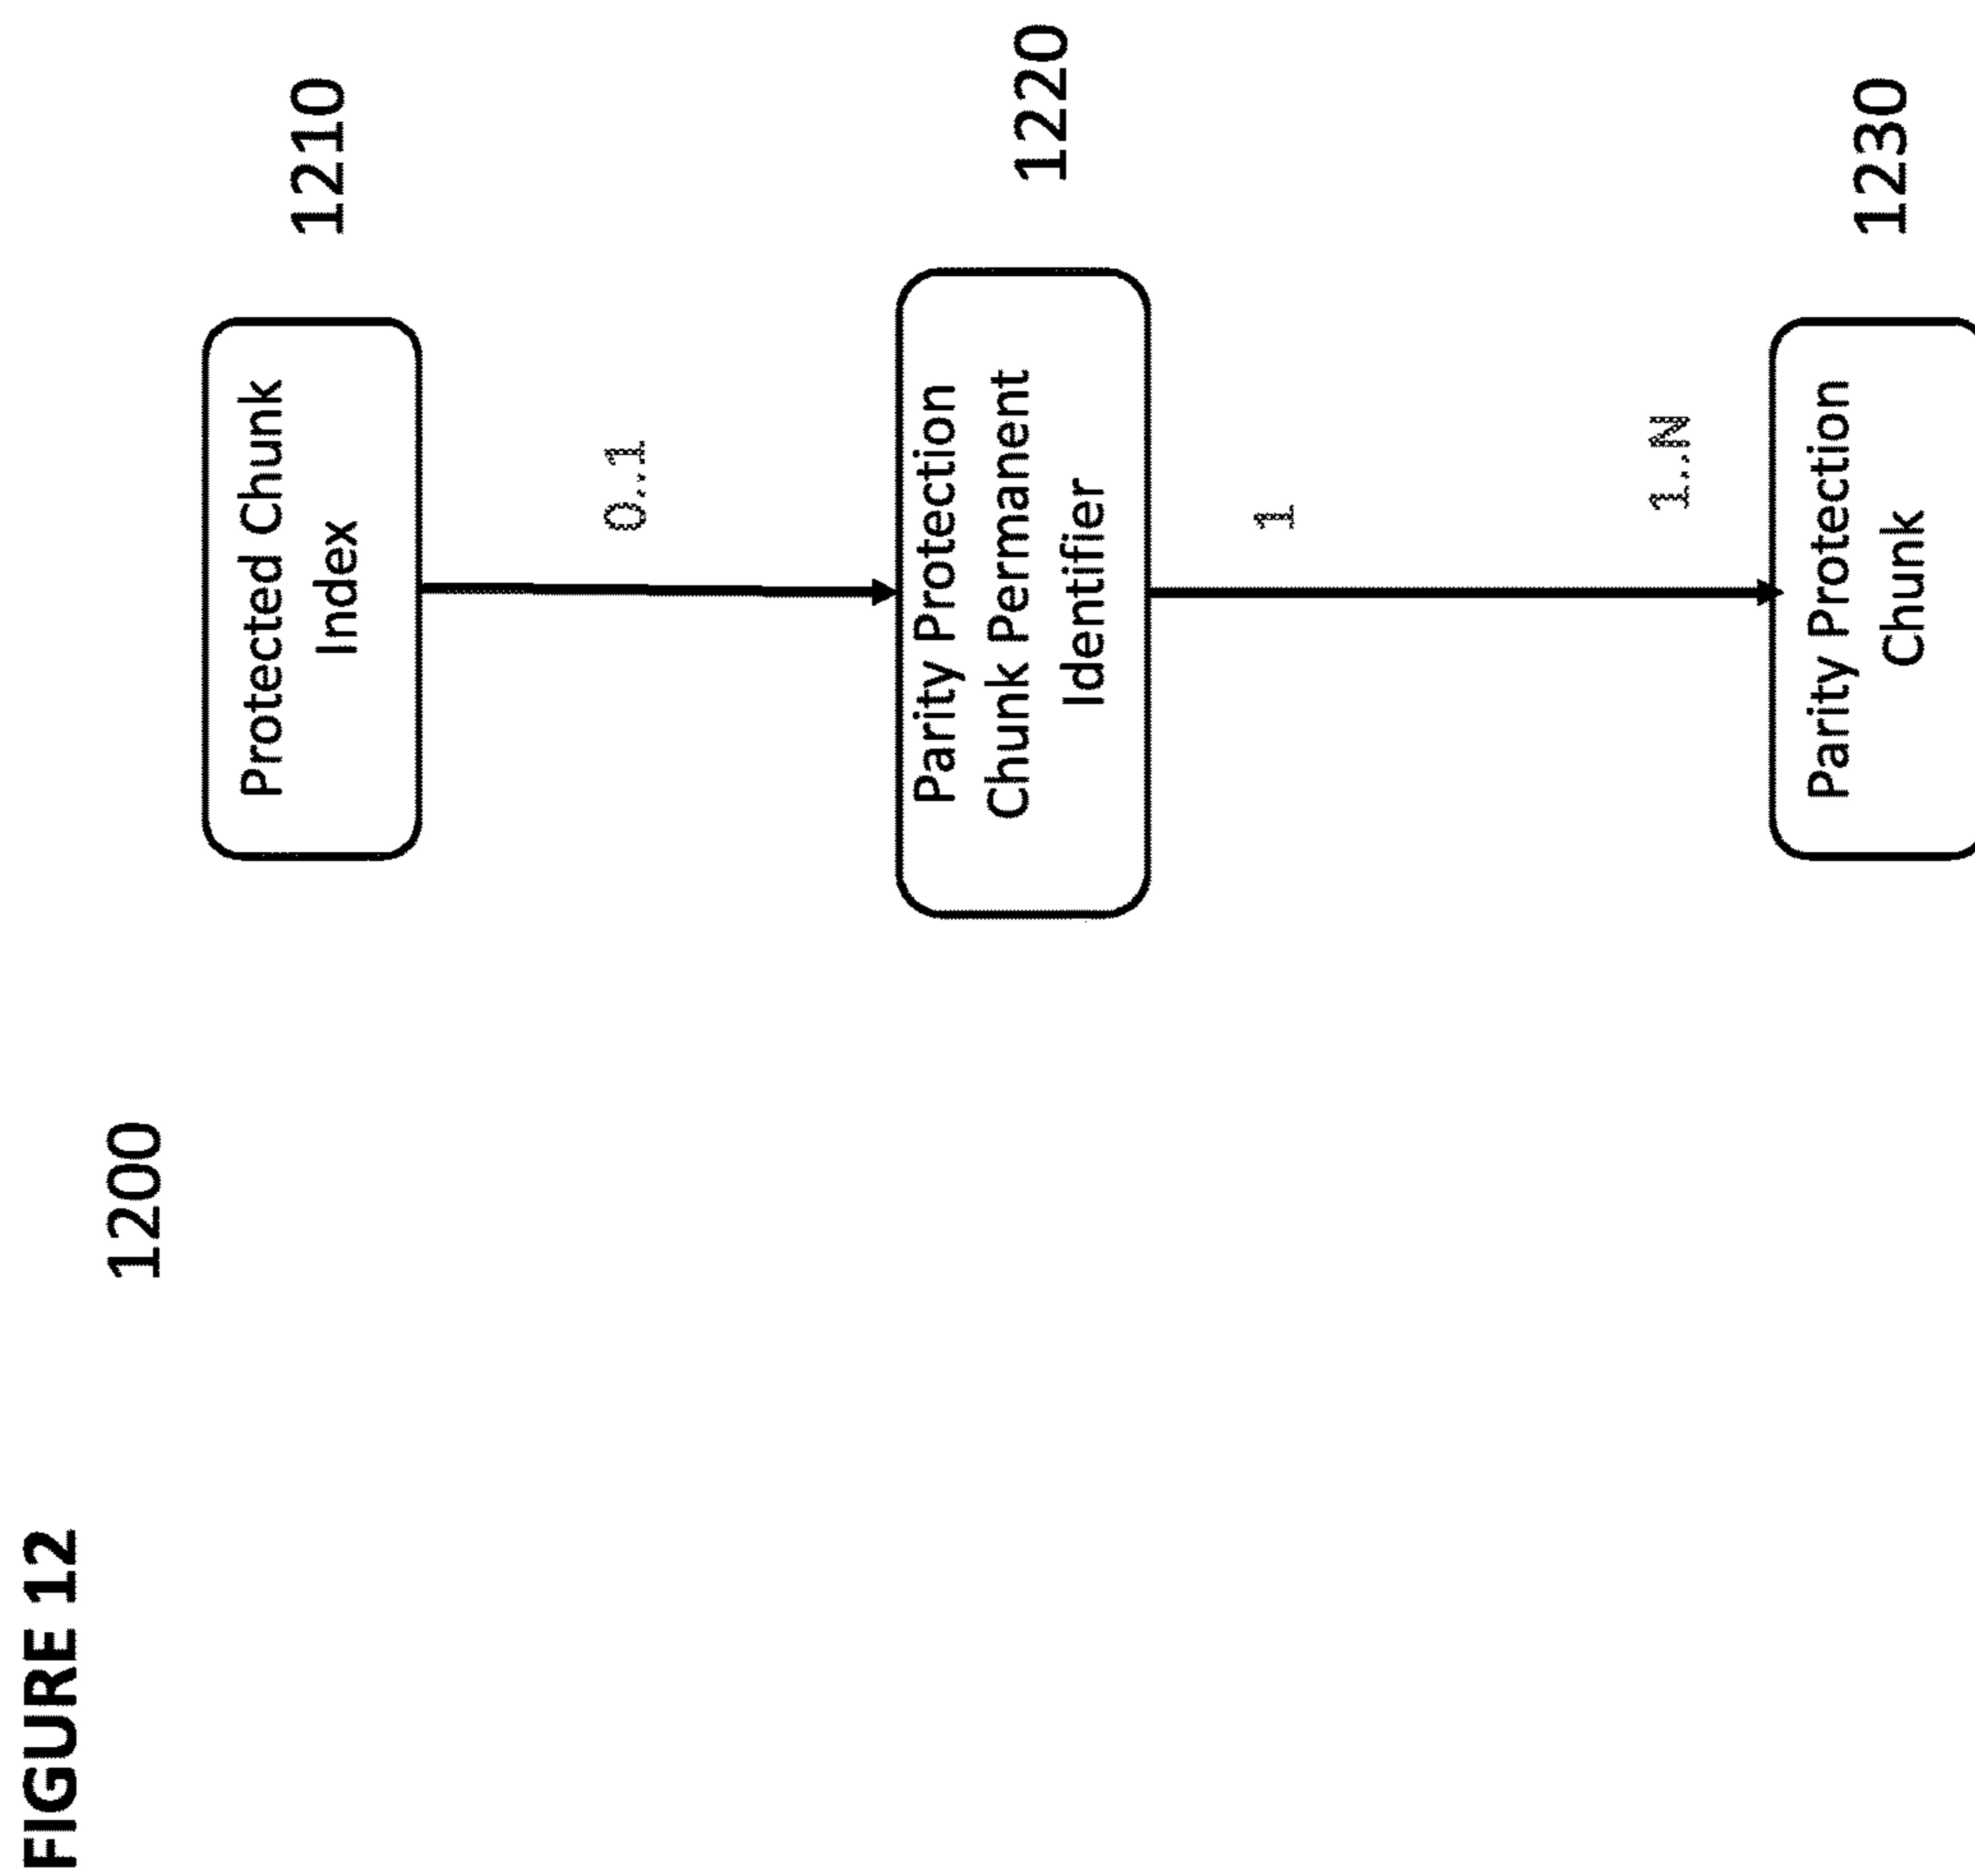 FIGURE 12
1200
Protected Chunk
Index
1210
0..1
Parity Protection
Chunk Permanent
Identifier
1220
1
1..N
Parity Protection
Chunk
1230